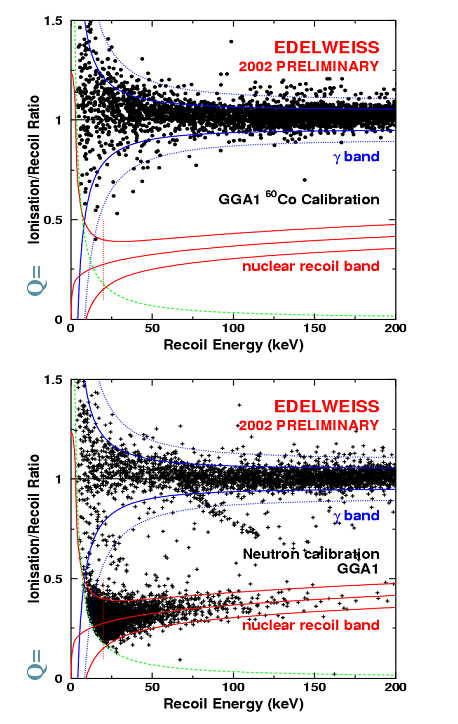 1.5
EDELWEISS
2002 PRELIMINARY
1
γ band
GGA1 ⁶⁰Co Calibration
0.5
nuclear recoil band
0
0 50 100 150 200
Recoil Energy (keV)
Ionisation/Recoil Ratio
Q=
1.5
EDELWEISS
2002 PRELIMINARY
1
γ band
Neutron calibration
GGA1
0.5
nuclear recoil band
0
0 50 100 150 200
Recoil Energy (keV)
Ionisation/Recoil Ratio
Q=